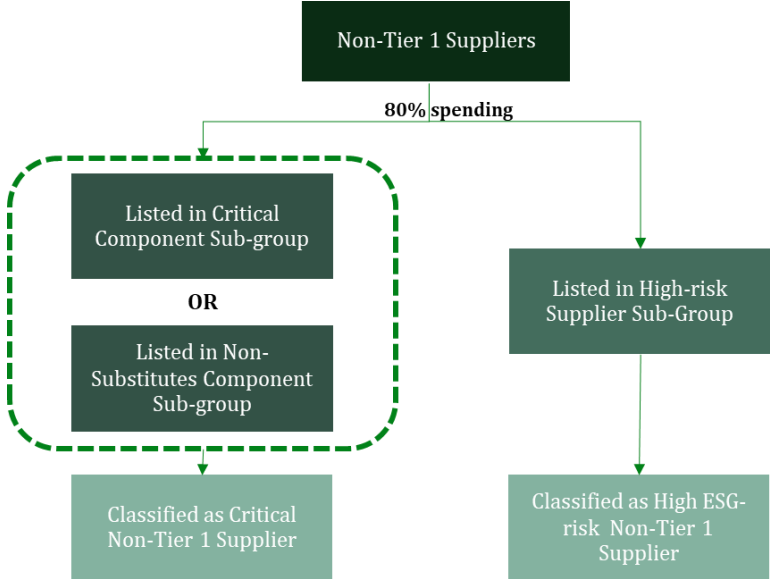 Non-Tier 1 Suppliers
80% spending
Listed in Critical
Component Sub-group
OR
Listed in Non-
Substitutes Component
Sub-group
Classified as Critical
Non-Tier 1 Supplier
Listed in High-risk
Supplier Sub-Group
Classified as High ESG-
risk Non-Tier 1
Supplier